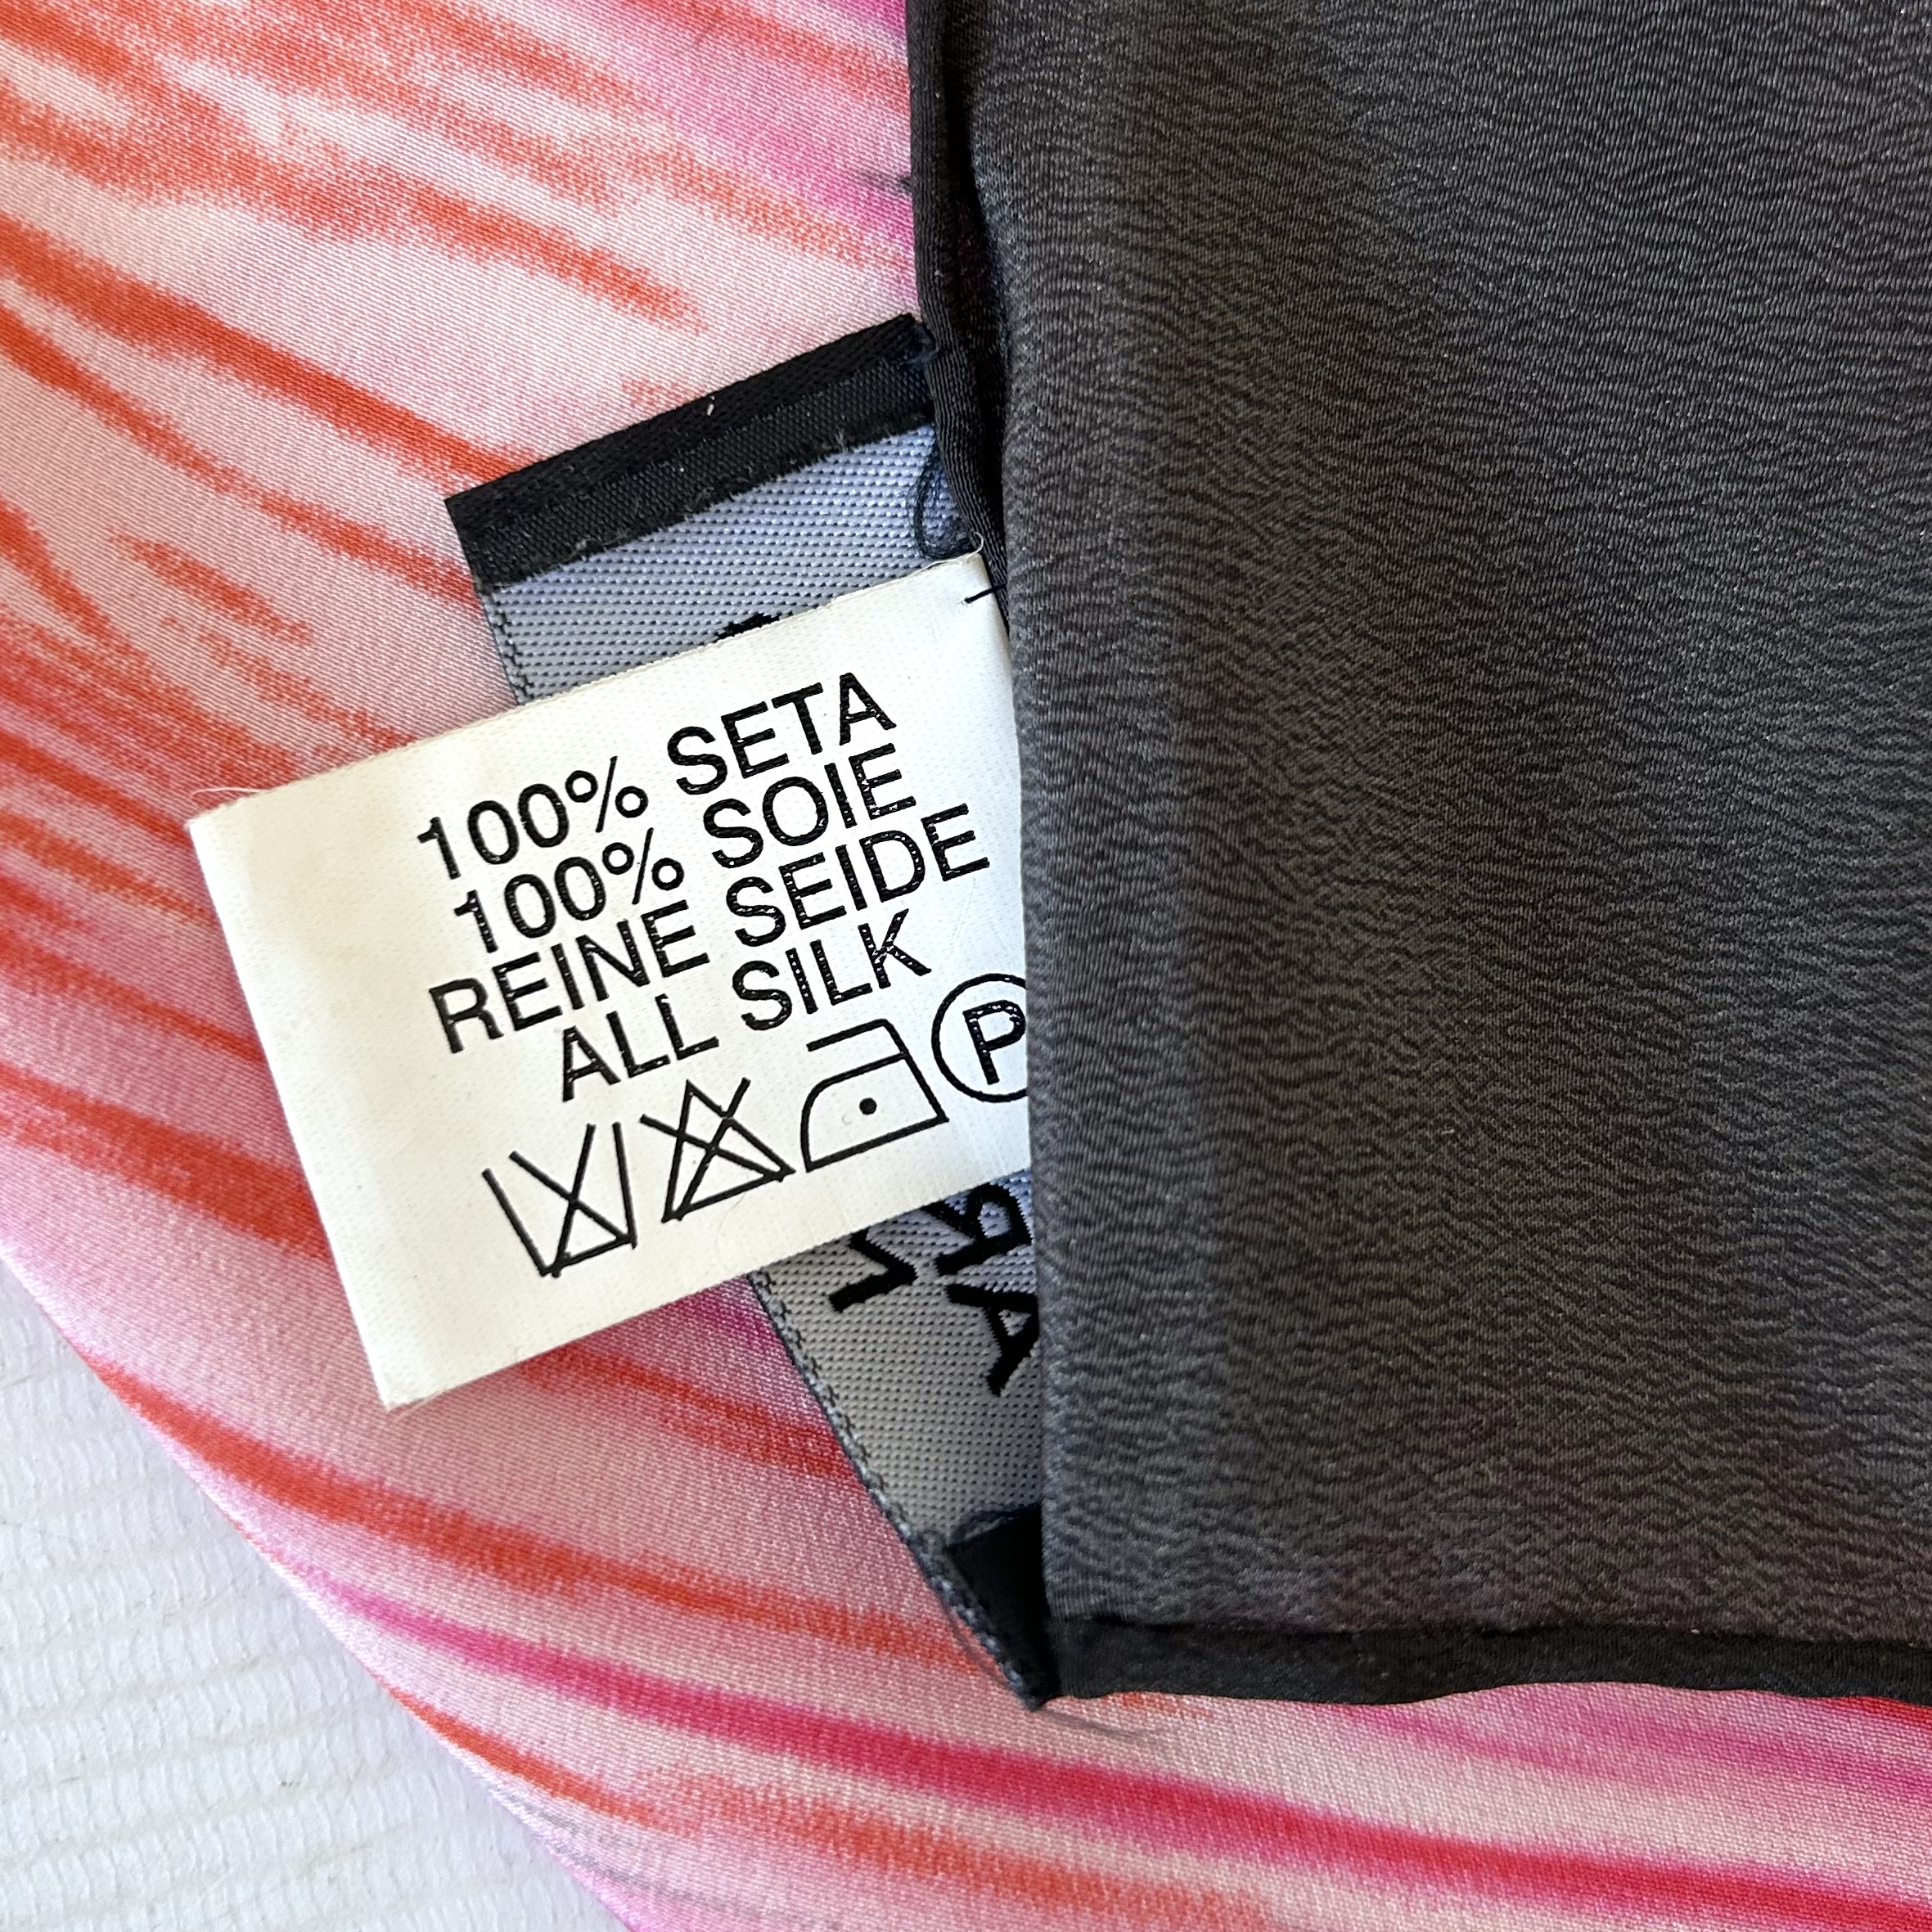 100% SETA
100% SOIE
REINE SEIDE
ALL SILK
P